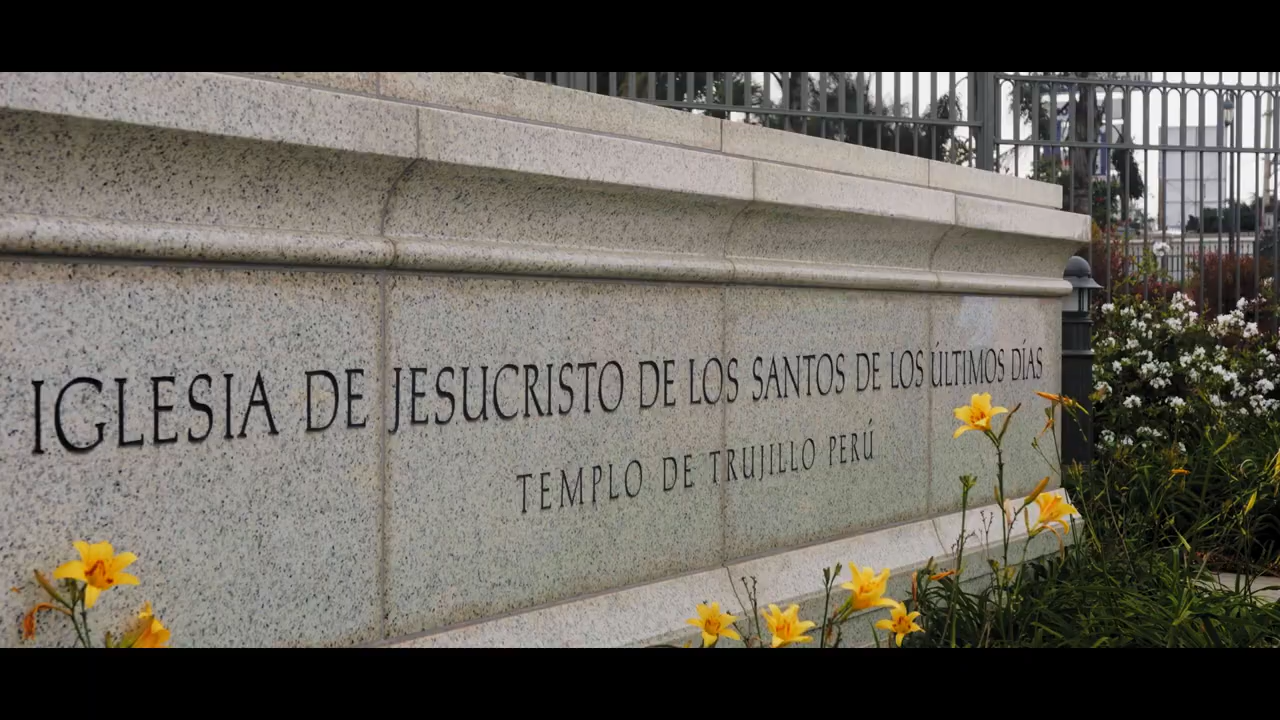 IGLESIA DE JESUCRISTO DE LOS SANTOS DE LOS ÚLTIMOS DÍAS
TEMPLO DE TRUJILLO PERÚ